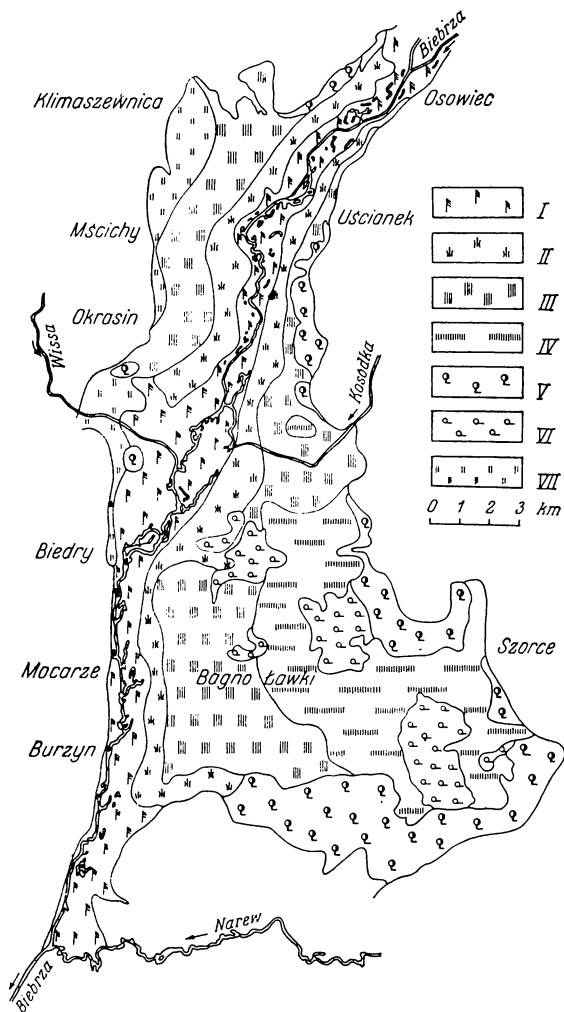 Biebrza
Klimaszewnica
Osowiec
Mścichy
Uścianek
Okrasin
Wissa
Kosódka
Biedry
Mocarze
Bagno Ławki
Szorce
Burzyn
Narew
Biebrza
I
II
III
IV
V
VI
VII
0 1 2 3
km